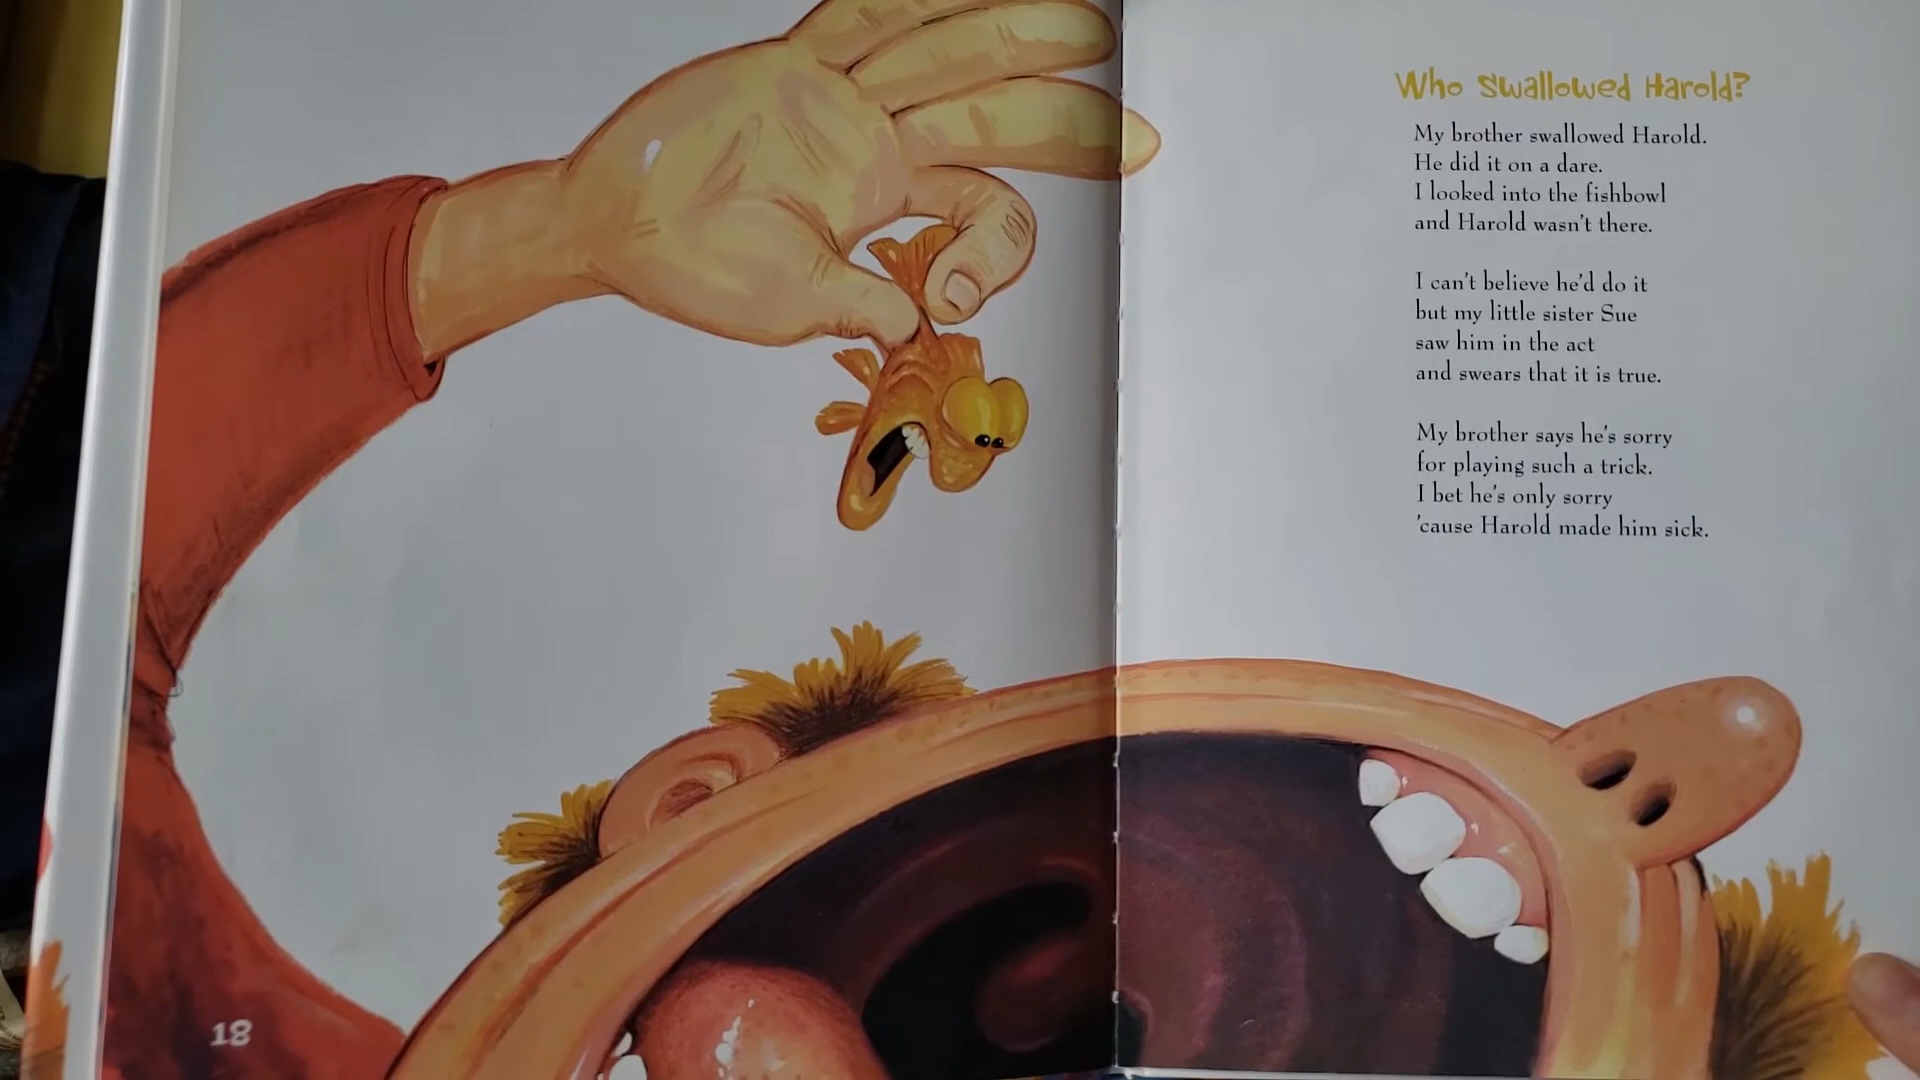 Who Swallowed Harold?
My brother swallowed Harold.
He did it on a dare.
I looked into the fishbowl
and Harold wasn't there.
I can't believe he'd do it
but my little sister Sue
saw him in the act
and swears that it is true.
My brother says he's sorry
for playing such a trick.
I bet he's only sorry
'cause Harold made him sick.
18